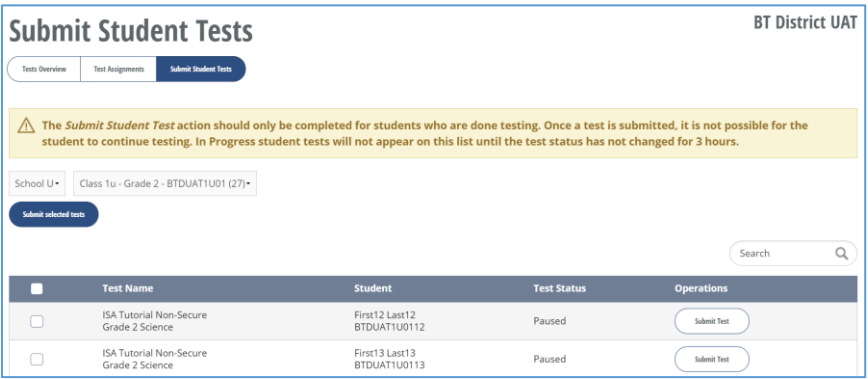 Submit Student Tests
BT District UAT
Tests Overview Test Assignments Submit Student Tests
The Submit Student Test action should only be completed for students who are done testing. Once a test is submitted, it is not possible for the
student to continue testing. In Progress student tests will not appear on this list until the test status has not changed for 3 hours.
School U Class 1u - Grade 2 - BTDUAT1U01 (27)
Submit selected tests
Search
Test Name Student Test Status Operations
ISA Tutorial Non-Secure First12 Last12 Paused Submit Test
Grade 2 Science BTDUAT1U0112
ISA Tutorial Non-Secure First13 Last13 Paused Submit Test
Grade 2 Science BTDUAT1U0113